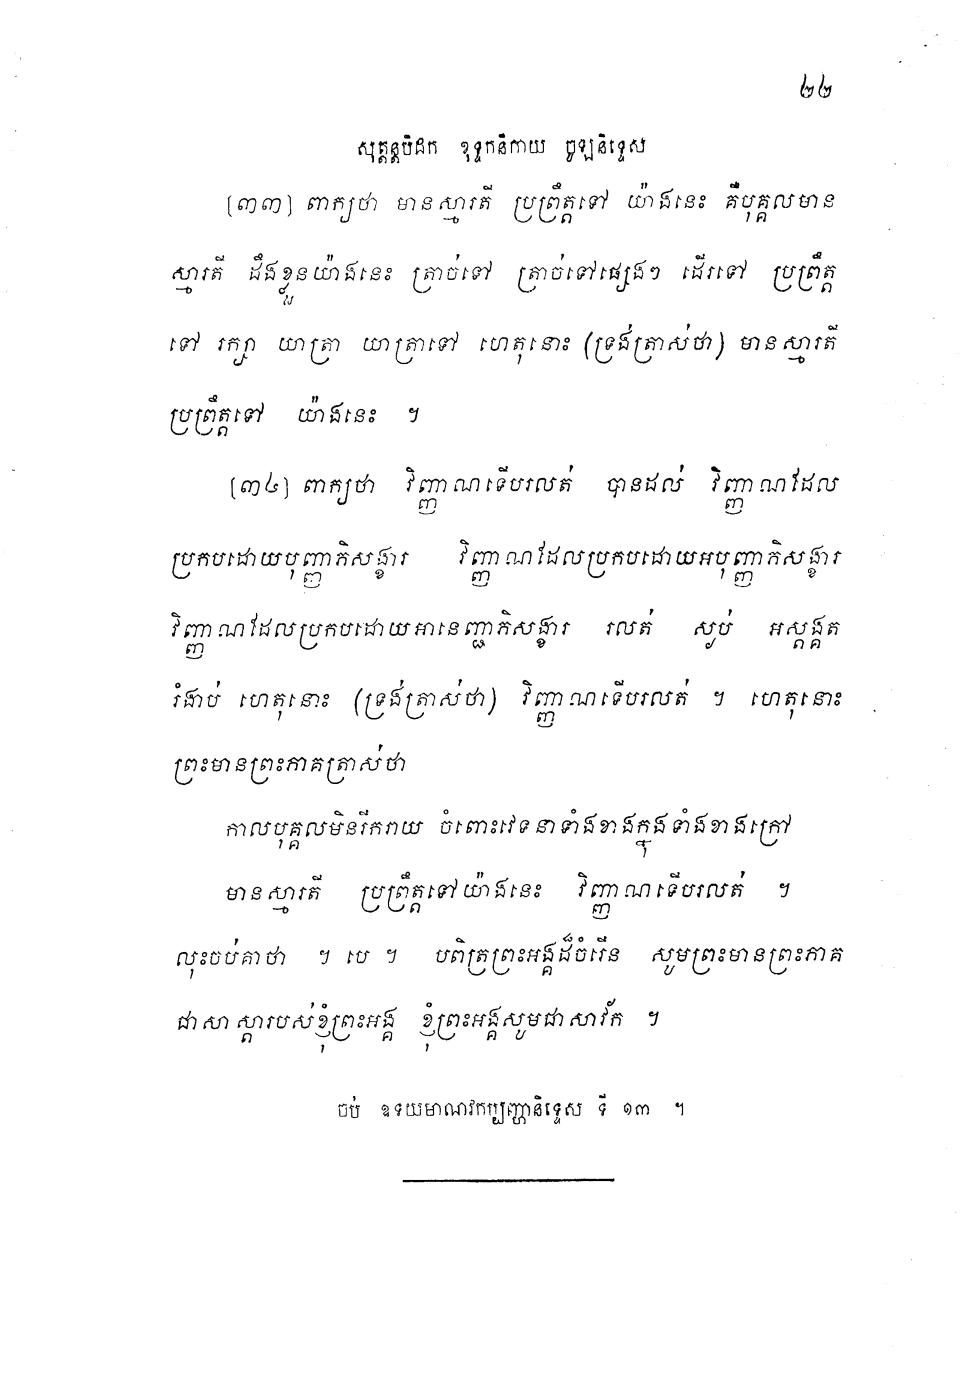 ២២
សុត្តន្តបិដក ខុទ្ទកនិកាយ ចូឡនិទ្ទេស
(៣៣) ពាក្យថា មានស្មារតី ប្រព្រឹត្តទៅ យ៉ាងនេះ គឺបុគ្គលមាន
ស្មារតី ដឹងខ្លួនយ៉ាងនេះ ត្រាច់ទៅ ត្រាច់ទៅផ្សេងៗ ដើរទៅ ប្រព្រឹត្ត
ទៅ រក្សា យាត្រា យាត្រាទៅ ហេតុនោះ (ទ្រង់ត្រាស់ថា) មានស្មារតី
ប្រព្រឹត្តទៅ យ៉ាងនេះ ។
(៣៤) ពាក្យថា វិញ្ញាណទើបរលត់ បានដល់ វិញ្ញាណដែល
ប្រកបដោយបុញ្ញាភិសង្ខារ វិញ្ញាណដែលប្រកបដោយអបុញ្ញាភិសង្ខារ
វិញ្ញាណដែលប្រកបដោយអានេញ្ជាភិសង្ខារ រលត់ ស្ងប់ អស្តង្គត
រំងាប់ ហេតុនោះ (ទ្រង់ត្រាស់ថា) វិញ្ញាណទើបរលត់ ។ ហេតុនោះ
ព្រះមានព្រះភាគត្រាស់ថា
កាលបុគ្គលមិនរីករាយ ចំពោះវេទនាទាំងខាងក្នុងទាំងខាងក្រៅ
មានស្មារតី ប្រព្រឹត្តទៅយ៉ាងនេះ វិញ្ញាណទើបរលត់ ។
លុះចប់គាថា ។ បេ ។ បពិត្រព្រះអង្គដ៏ចំរើន សូមព្រះមានព្រះភាគ
ជាសាស្តារបស់ខ្ញុំព្រះអង្គ ខ្ញុំព្រះអង្គសូមជាសាវ័ក ។
ចប់ ឧទយមាណវកប្បញ្ហានិទ្ទេស ទី ១៣ ។